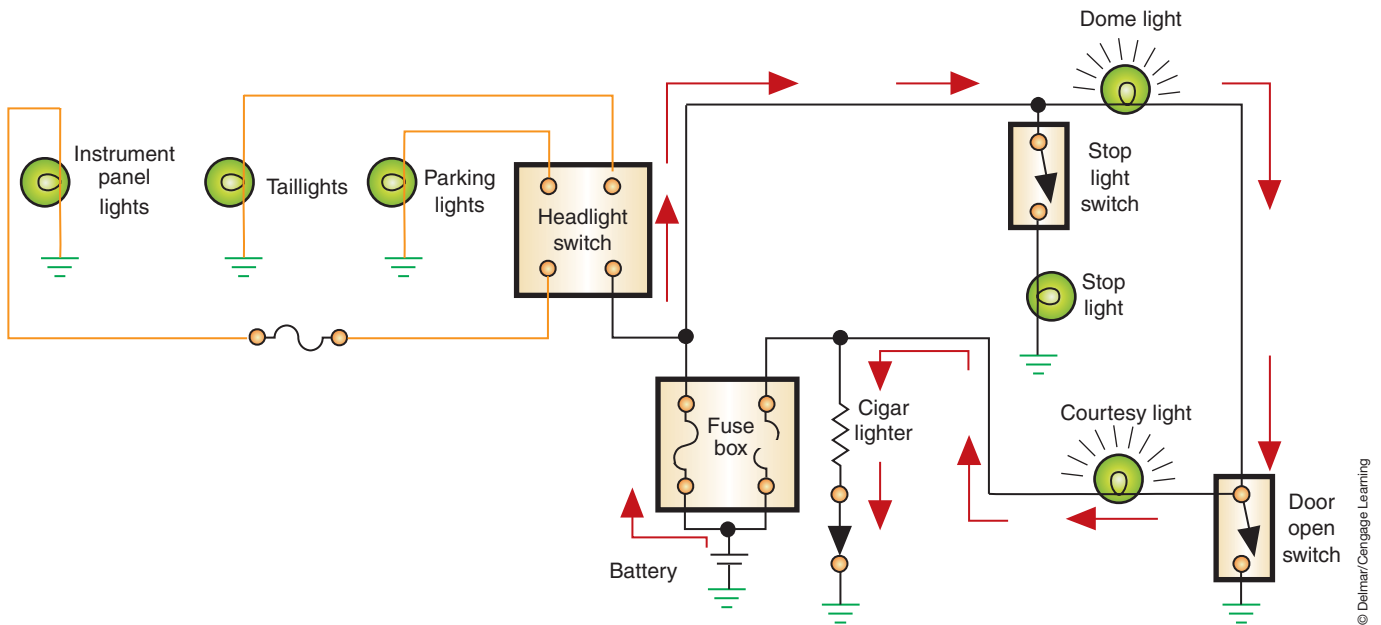 Dome light
Instrument
panel
lights
Taillights
Parking
lights
Headlight
switch
Stop
light
switch
Stop
light
Fuse
box
Cigar
lighter
Courtesy light
Door
open
switch
Battery
© Delmar/Cengage Learning